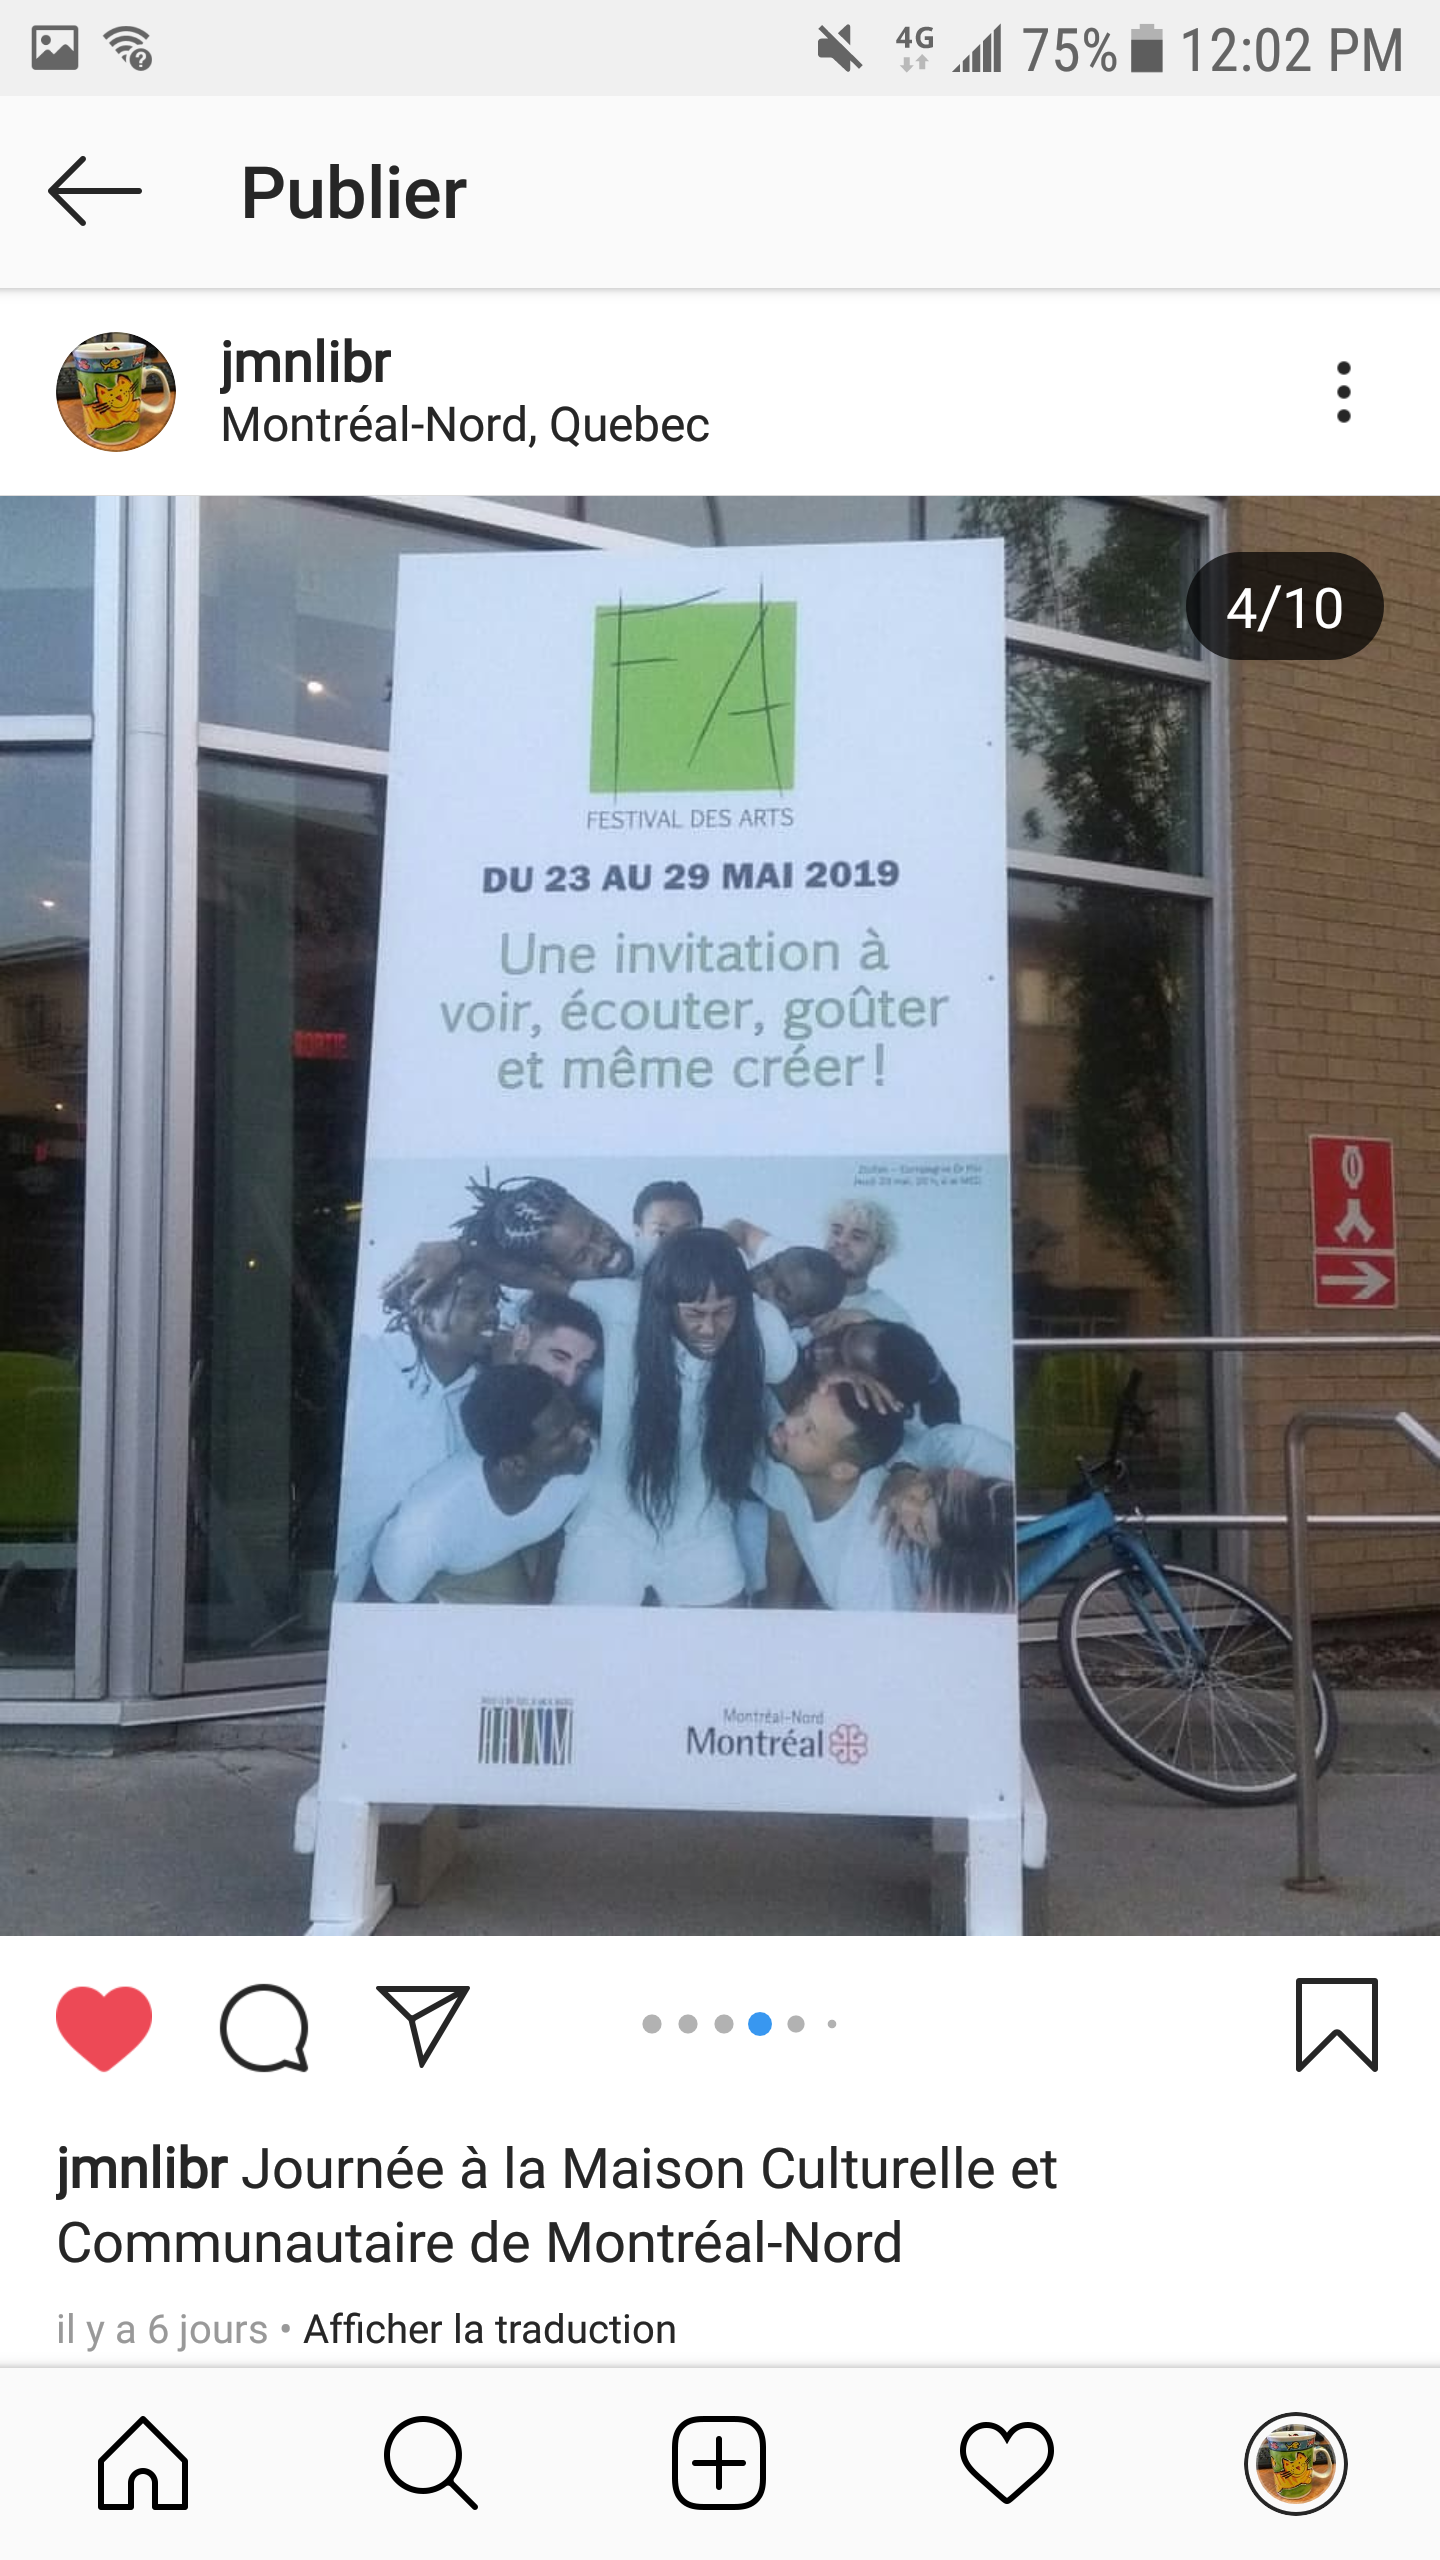 4G 75% 12:02 PM
Publier
jmnlibr
Montréal-Nord, Quebec
4/10
FA
FESTIVAL DES ARTS
DU 23 AU 29 MAI 2019
Une invitation à
voir, écouter, goûter
et même créer !
SORTIE
Montréal-Nord
Montréal
jmnlibr Journée à la Maison Culturelle et
Communautaire de Montréal-Nord
il y a 6 jours • Afficher la traduction